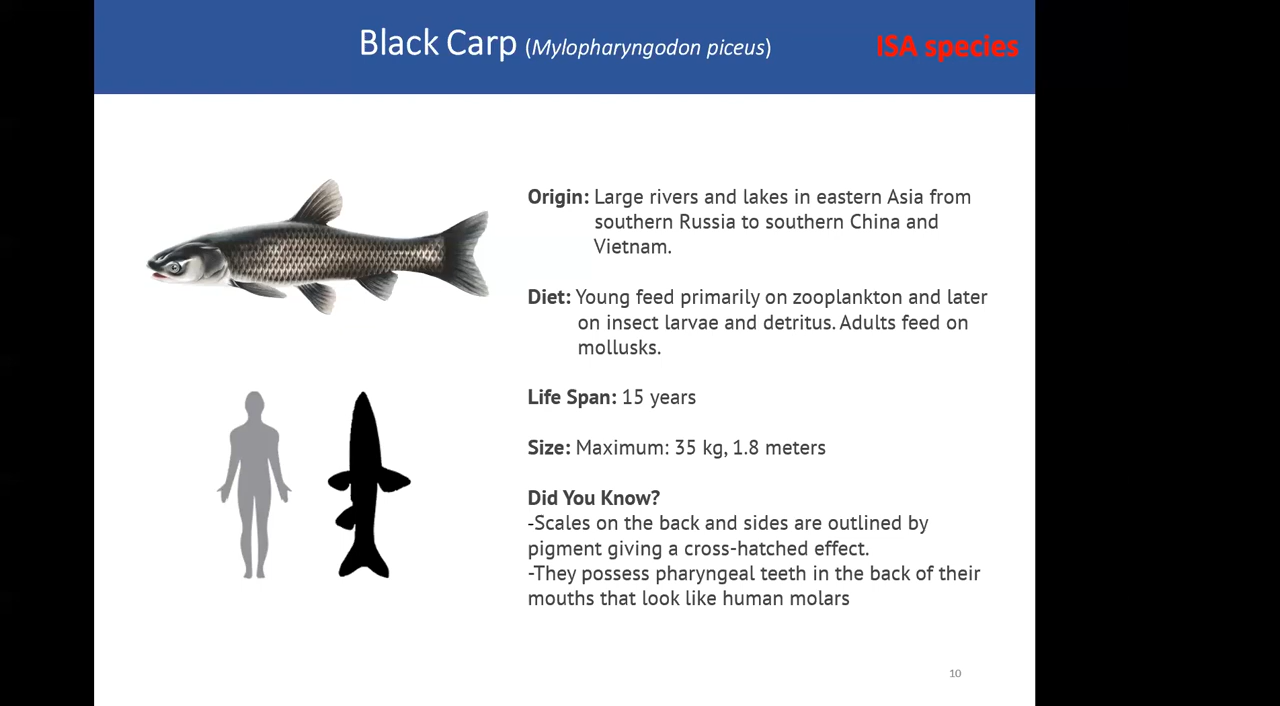 Black Carp (Mylopharyngodon piceus)
ISA species
Origin: Large rivers and lakes in eastern Asia from
southern Russia to southern China and
Vietnam.
Diet: Young feed primarily on zooplankton and later
on insect larvae and detritus. Adults feed on
mollusks.
Life Span: 15 years
Size: Maximum: 35 kg, 1.8 meters
Did You Know?
-Scales on the back and sides are outlined by
pigment giving a cross-hatched effect.
-They possess pharyngeal teeth in the back of their
mouths that look like human molars
10